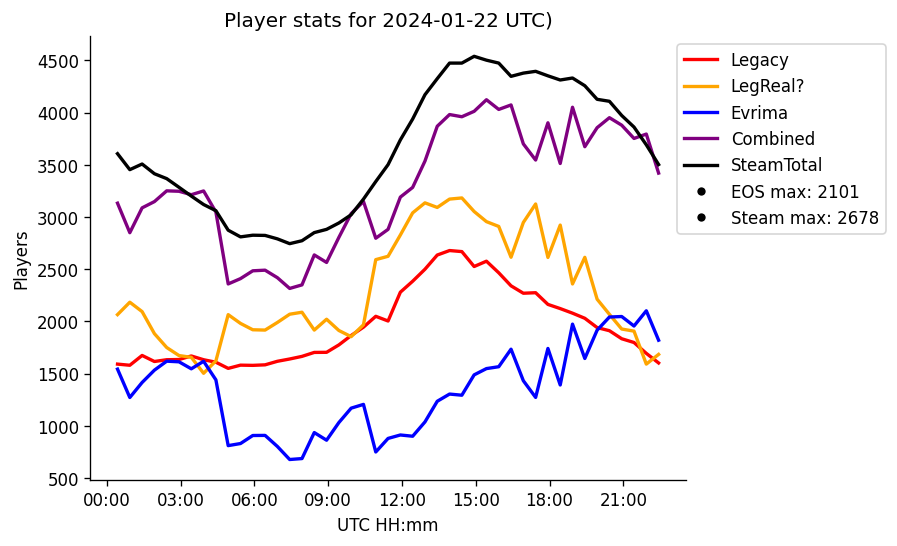 Player stats for 2024-01-22 UTC)
Legacy
LegReal?
Evrima
Combined
SteamTotal
EOS max: 2101
Steam max: 2678
Players
4500
4000
3500
3000
2500
2000
1500
1000
500
00:00 03:00 06:00 09:00 12:00 15:00 18:00 21:00
UTC HH:mm